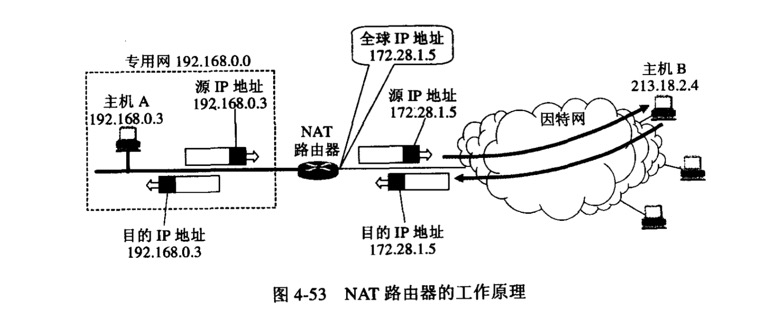 专用网 192.168.0.0
主机 A
192.168.0.3
源 IP 地址
192.168.0.3
目的 IP 地址
192.168.0.3
NAT
路由器
全球 IP 地址
172.28.1.5
源 IP 地址
172.28.1.5
目的 IP 地址
172.28.1.5
因特网
主机 B
213.18.2.4
图 4-53 NAT 路由器的工作原理